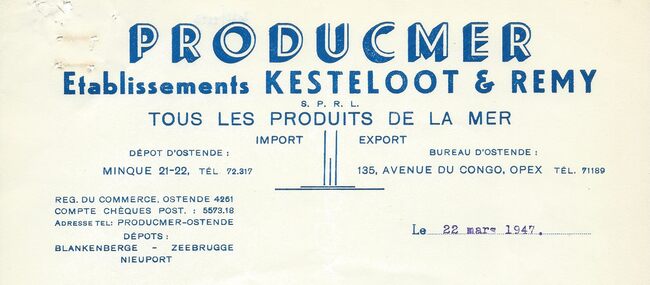 PRODUCMER
Etablissements KESTELOOT & REMY
S. P. R. L.
TOUS LES PRODUITS DE LA MER
IMPORT EXPORT
DÉPOT D'OSTENDE :
MINQUE 21-22, TÉL. 72.317
BUREAU D'OSTENDE :
135, AVENUE DU CONGO, OPEX TÉL. 71189
REG. DU COMMERCE, OSTENDE 4261
COMPTE CHÈQUES POST. : 5573.18
ADRESSE TEL: PRODUCMER-OSTENDE
DÉPOTS:
BLANKENBERGE - ZEEBRUGGE
NIEUPORT
Le 22 mars 1947.